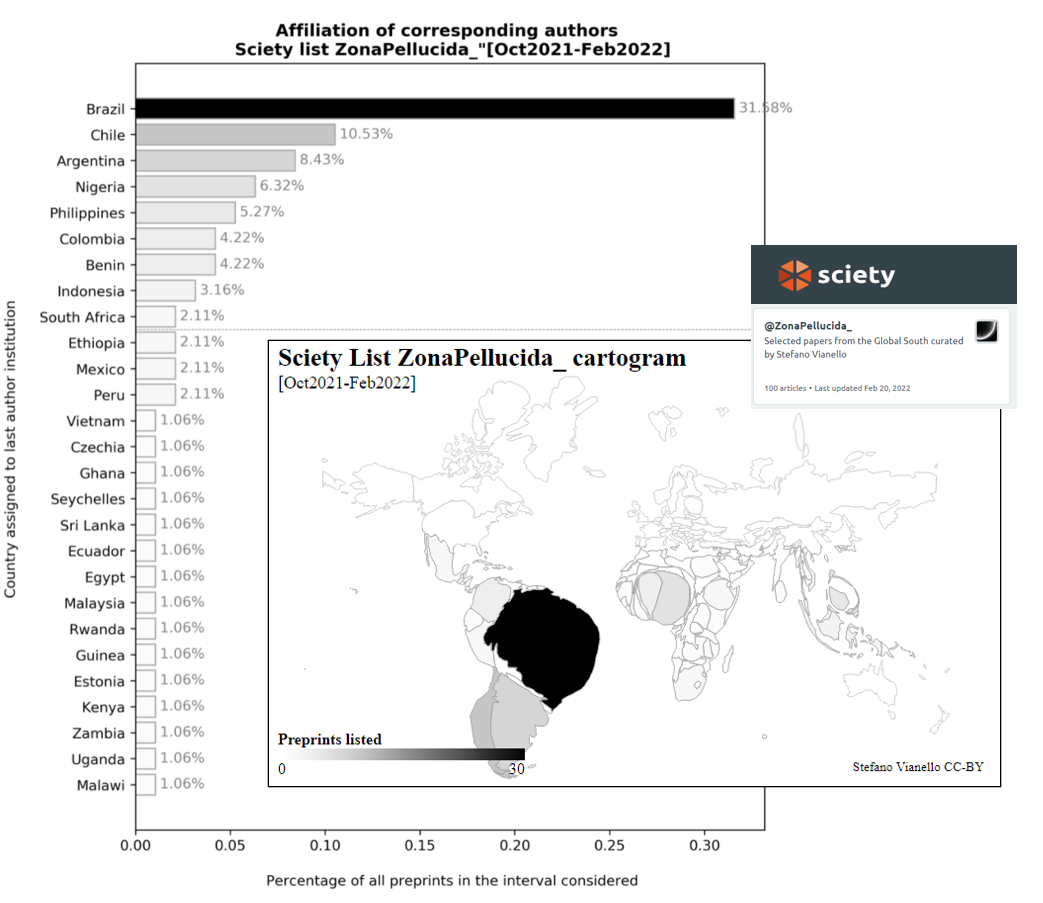 Affiliation of corresponding authors
Sciety list ZonaPellucida_"[Oct2021-Feb2022]
Country assigned to last author institution
Brazil 31.58%
Chile 10.53%
Argentina 8.43%
Nigeria 6.32%
Philippines 5.27%
Colombia 4.22%
Benin 4.22%
Indonesia 3.16%
South Africa 2.11%
Ethiopia 2.11%
Mexico 2.11%
Peru 2.11%
Vietnam 1.06%
Czechia 1.06%
Ghana 1.06%
Seychelles 1.06%
Sri Lanka 1.06%
Ecuador 1.06%
Egypt 1.06%
Malaysia 1.06%
Rwanda 1.06%
Guinea 1.06%
Estonia 1.06%
Kenya 1.06%
Zambia 1.06%
Uganda 1.06%
Malawi 1.06%
0.00 0.05 0.10 0.15 0.20 0.25 0.30
Percentage of all preprints in the interval considered
sciety
@ZonaPellucida_
Selected papers from the Global South curated
by Stefano Vianello
100 articles • Last updated Feb 20, 2022
Sciety List ZonaPellucida_ cartogram
[Oct2021-Feb2022]
Preprints listed
0 30
Stefano Vianello CC-BY